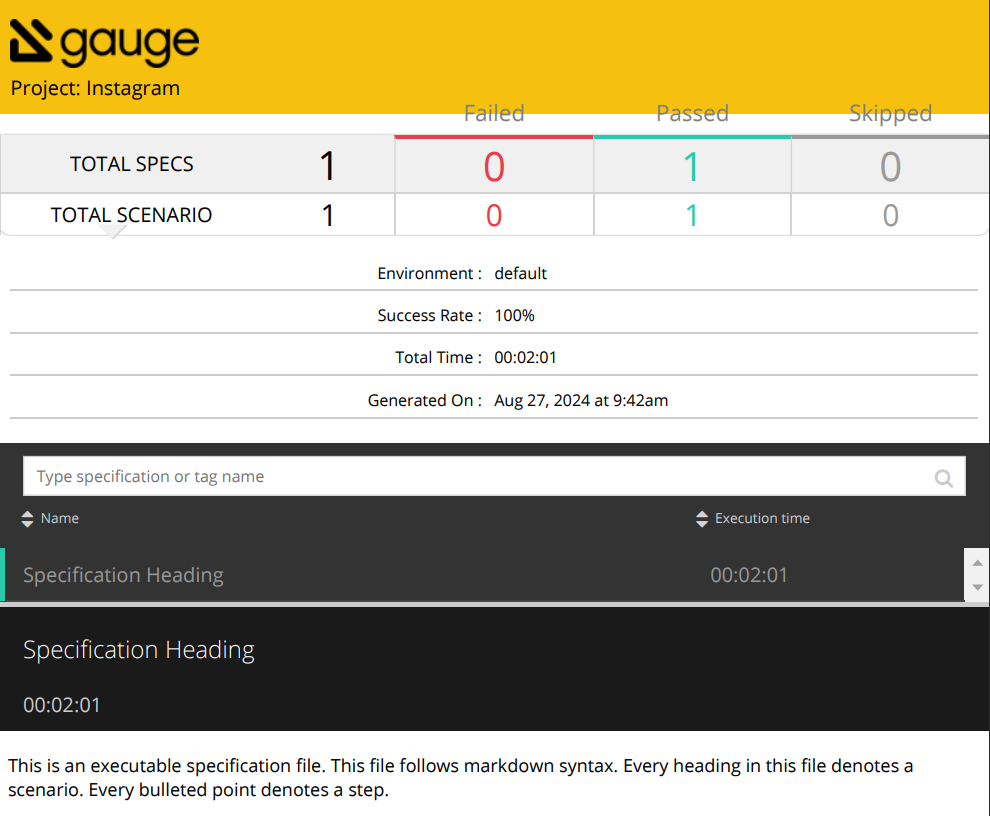 gauge
Project: Instagram
Failed Passed Skipped
TOTAL SPECS 1 0 1 0
TOTAL SCENARIO 1 0 1 0
Environment : default
Success Rate : 100%
Total Time : 00:02:01
Generated On : Aug 27, 2024 at 9:42am
Type specification or tag name
Name Execution time
Specification Heading 00:02:01
Specification Heading
00:02:01
This is an executable specification file. This file follows markdown syntax. Every heading in this file denotes a
scenario. Every bulleted point denotes a step.